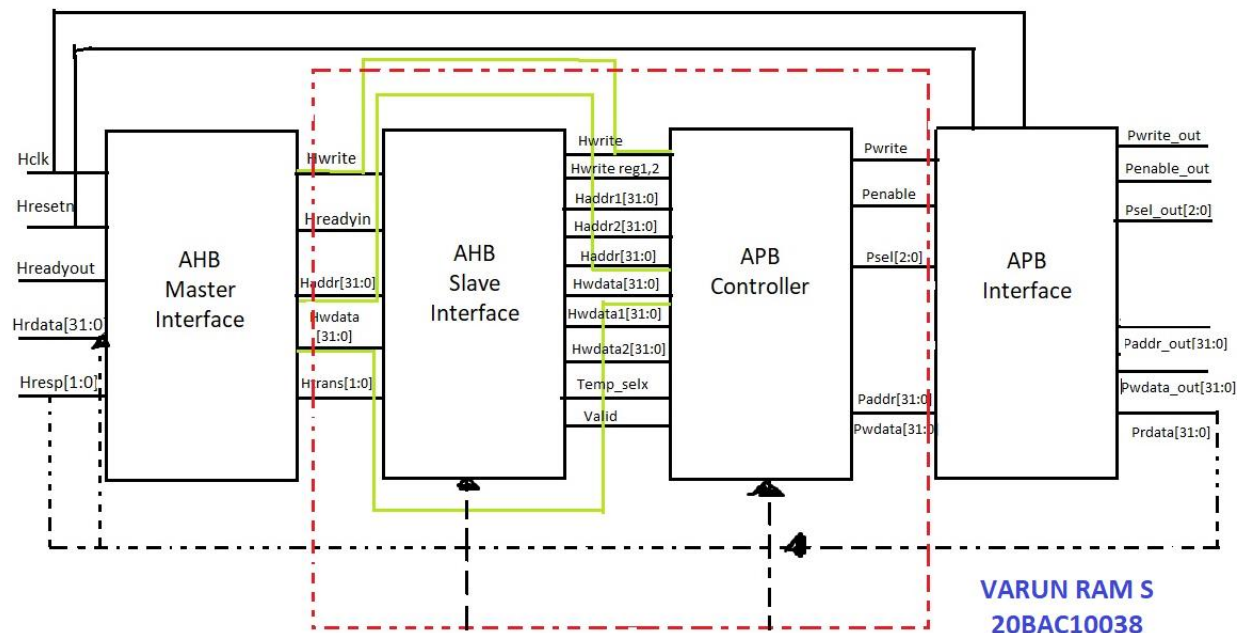 Hclk
Hresetn
Hreadyout
Hrdata[31:0]
Hresp[1:0]
AHB
Master
Interface
Hwrite
Hreadyin
Haddr[31:0]
Hwdata
[31:0]
Htrans[1:0]
AHB
Slave
Interface
Hwrite
Hwrite reg1,2
Haddr1[31:0]
Haddr2[31:0]
Haddr[31:0]
Hwdata[31:0]
Hwdata1[31:0]
Hwdata2[31:0]
Temp_selx
Valid
APB
Controller
Pwrite
Penable
Psel[2:0]
Paddr[31:0]
Pwdata[31:0]
APB
Interface
Pwrite_out
Penable_out
Psel_out[2:0]
Paddr_out[31:0]
Pwdata_out[31:0]
Prdata[31:0]
VARUN RAM S
20BAC10038